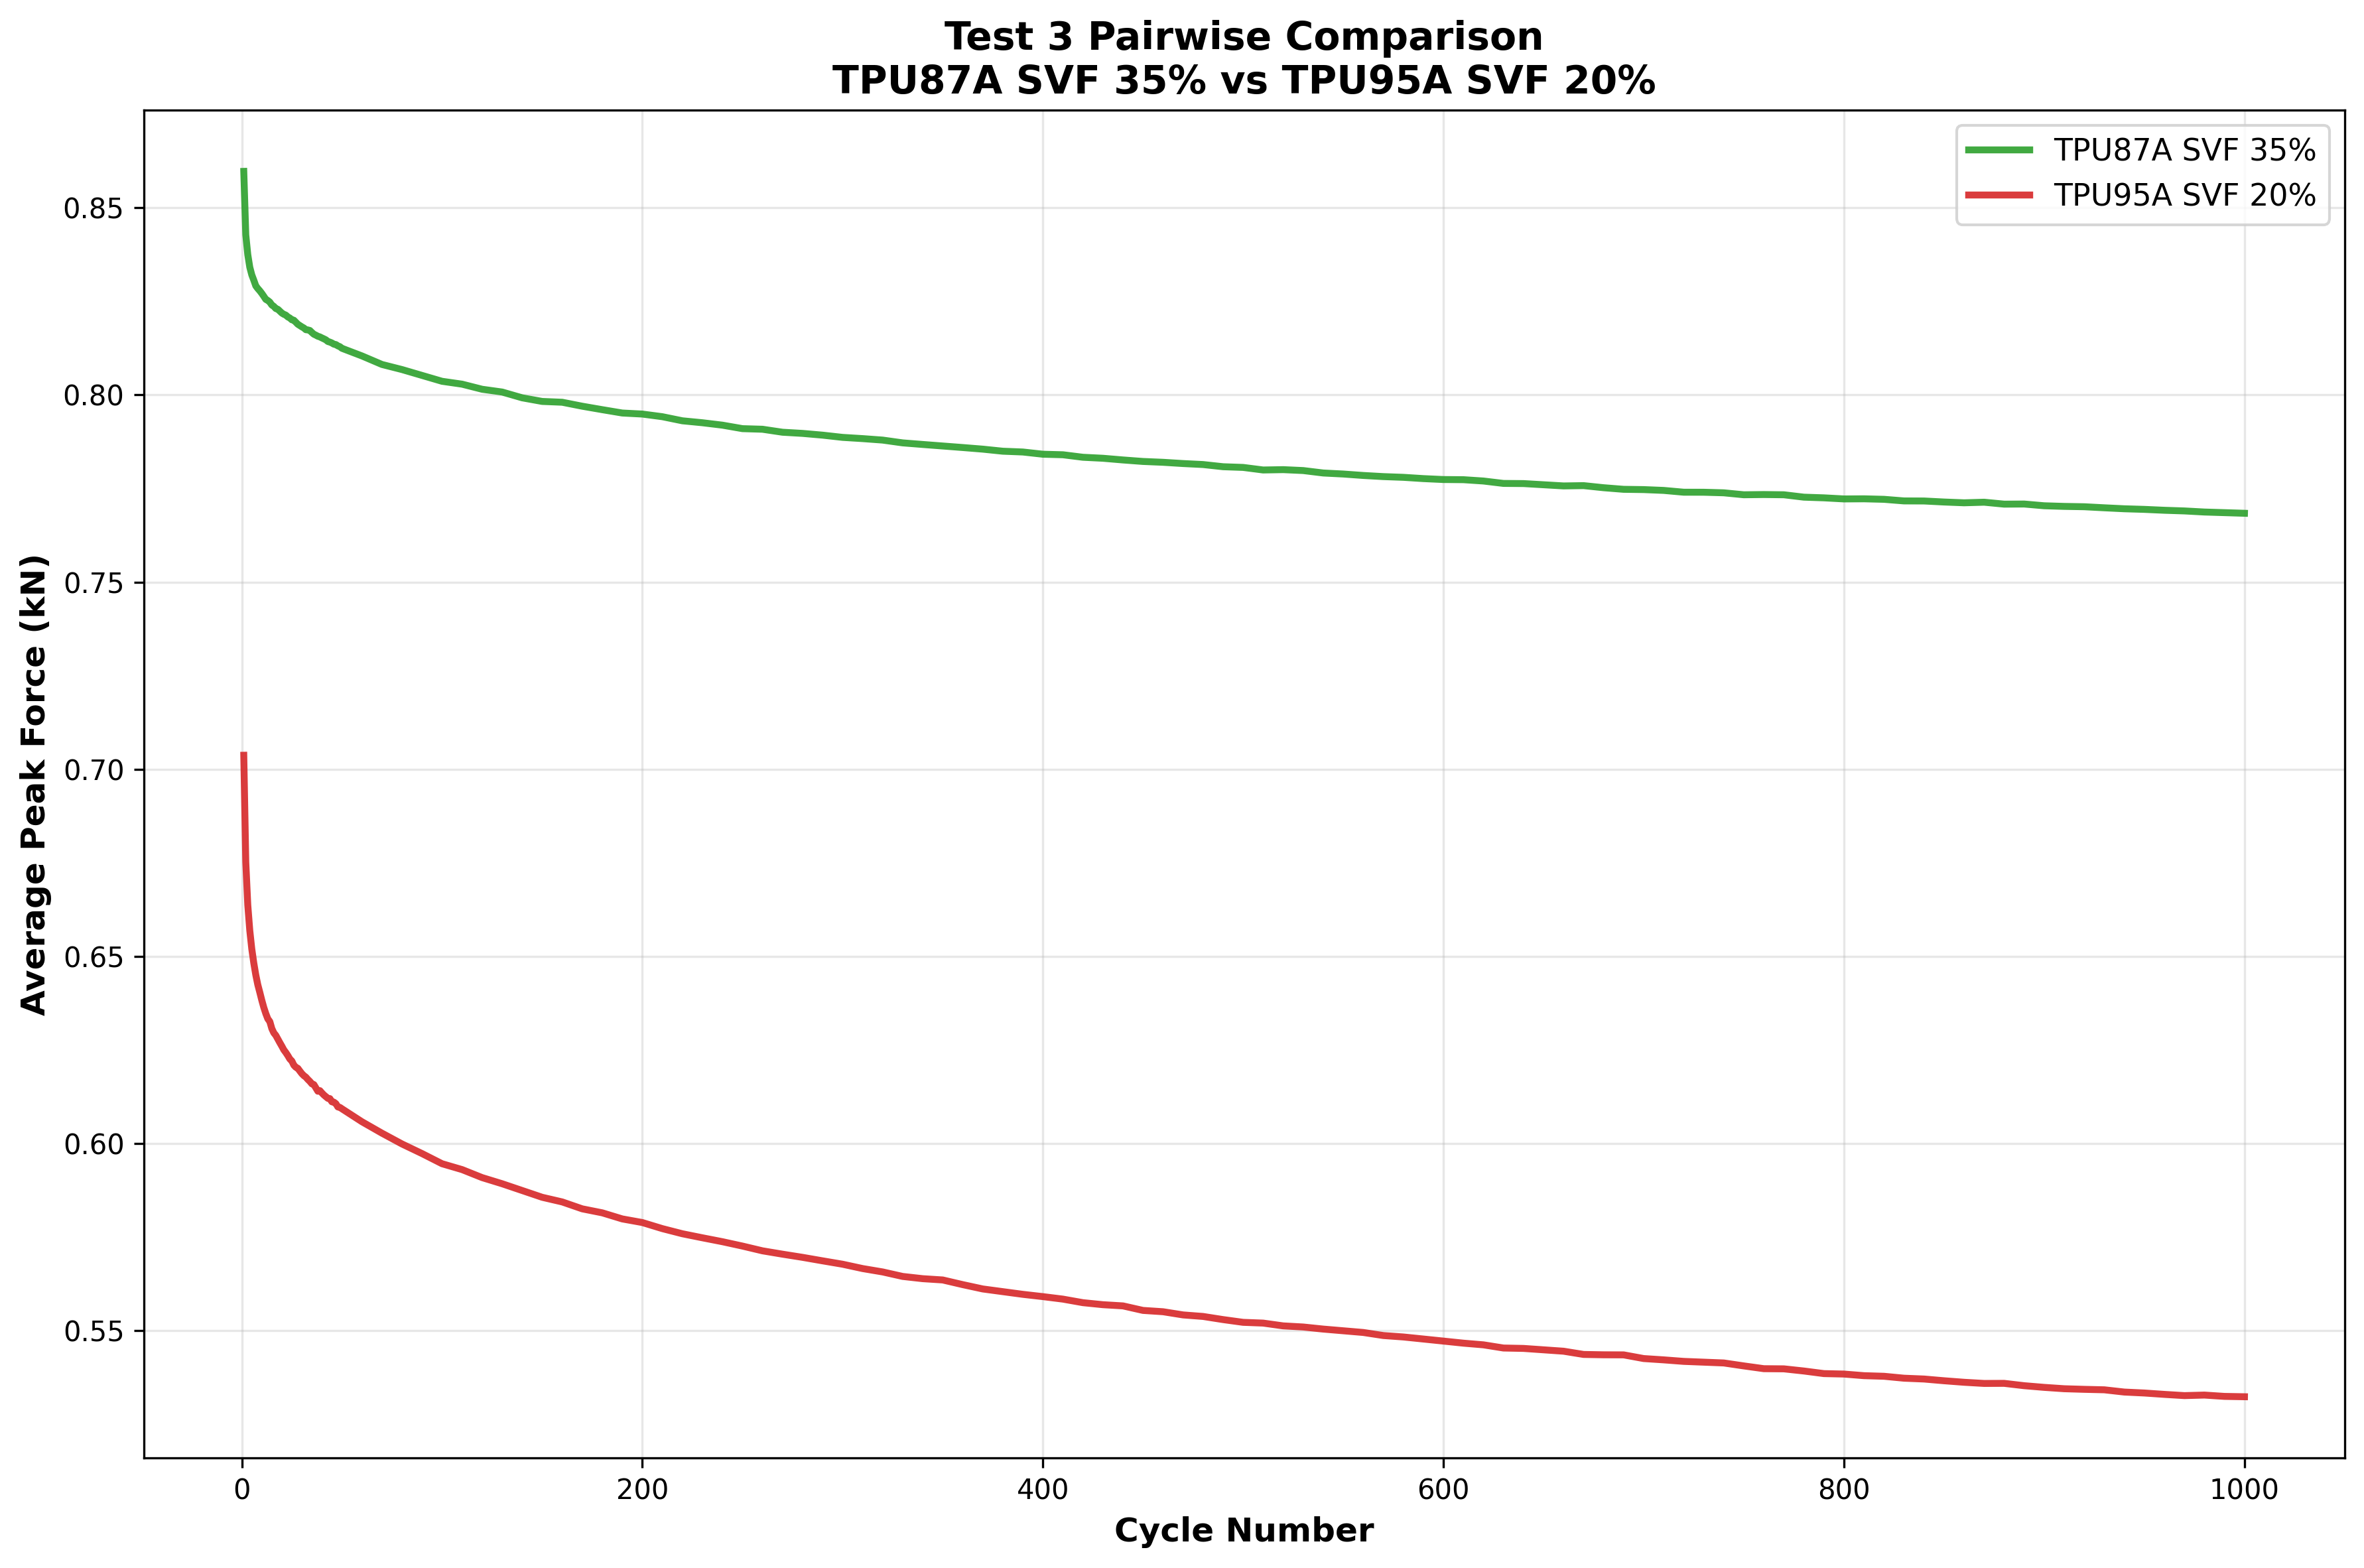 Test 3 Pairwise Comparison
TPU87A SVF 35% vs TPU95A SVF 20%
TPU87A SVF 35%
TPU95A SVF 20%
Average Peak Force (kN)
0.85
0.80
0.75
0.70
0.65
0.60
0.55
0 200 400 600 800 1000
Cycle Number